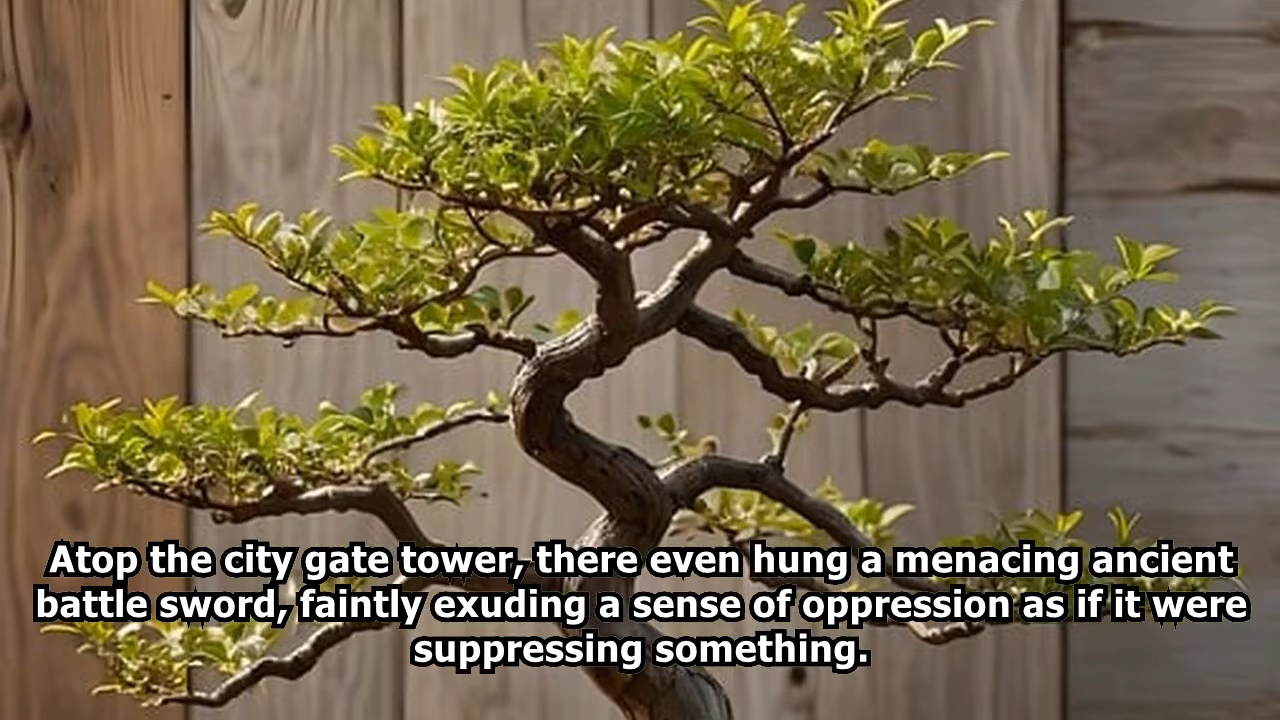 Atop the city gate tower, there even hung a menacing ancient
battle sword, faintly exuding a sense of oppression as if it were
suppressing something.